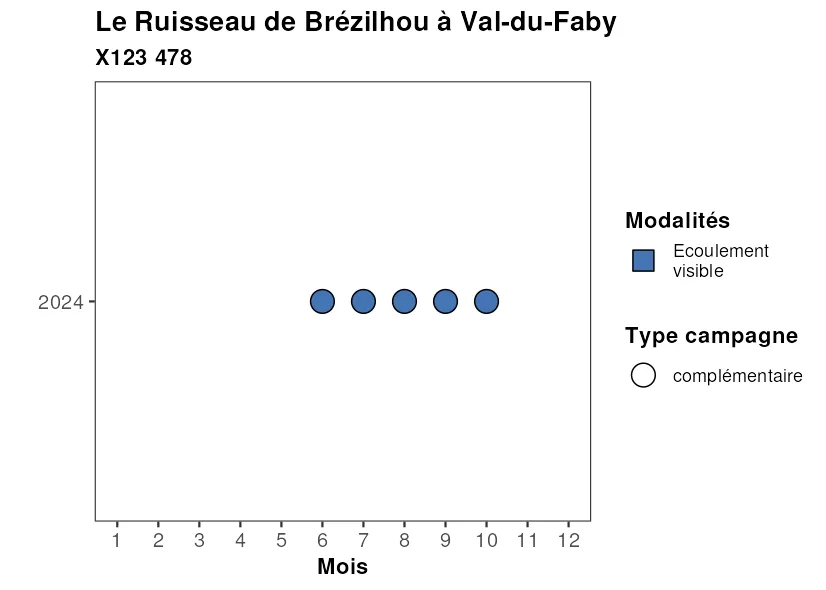 Le Ruisseau de Brézilhou à Val-du-Faby
X123 478
Modalités
Ecoulement
visible
2024
Type campagne
complémentaire
1 2 3 4 5 6 7 8 9 10 11 12
Mois